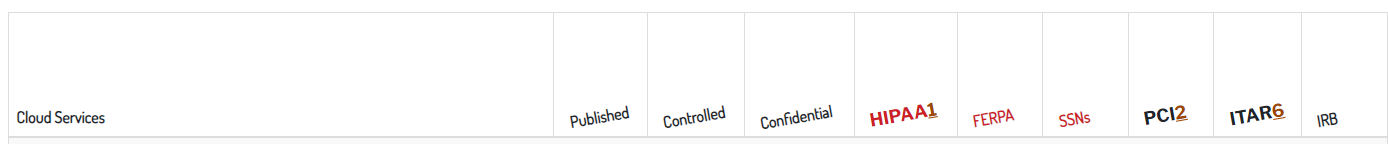 Cloud Services Published Controlled Confidential HIPAA1 FERPA SSNs PCI2 ITAR6 IRB